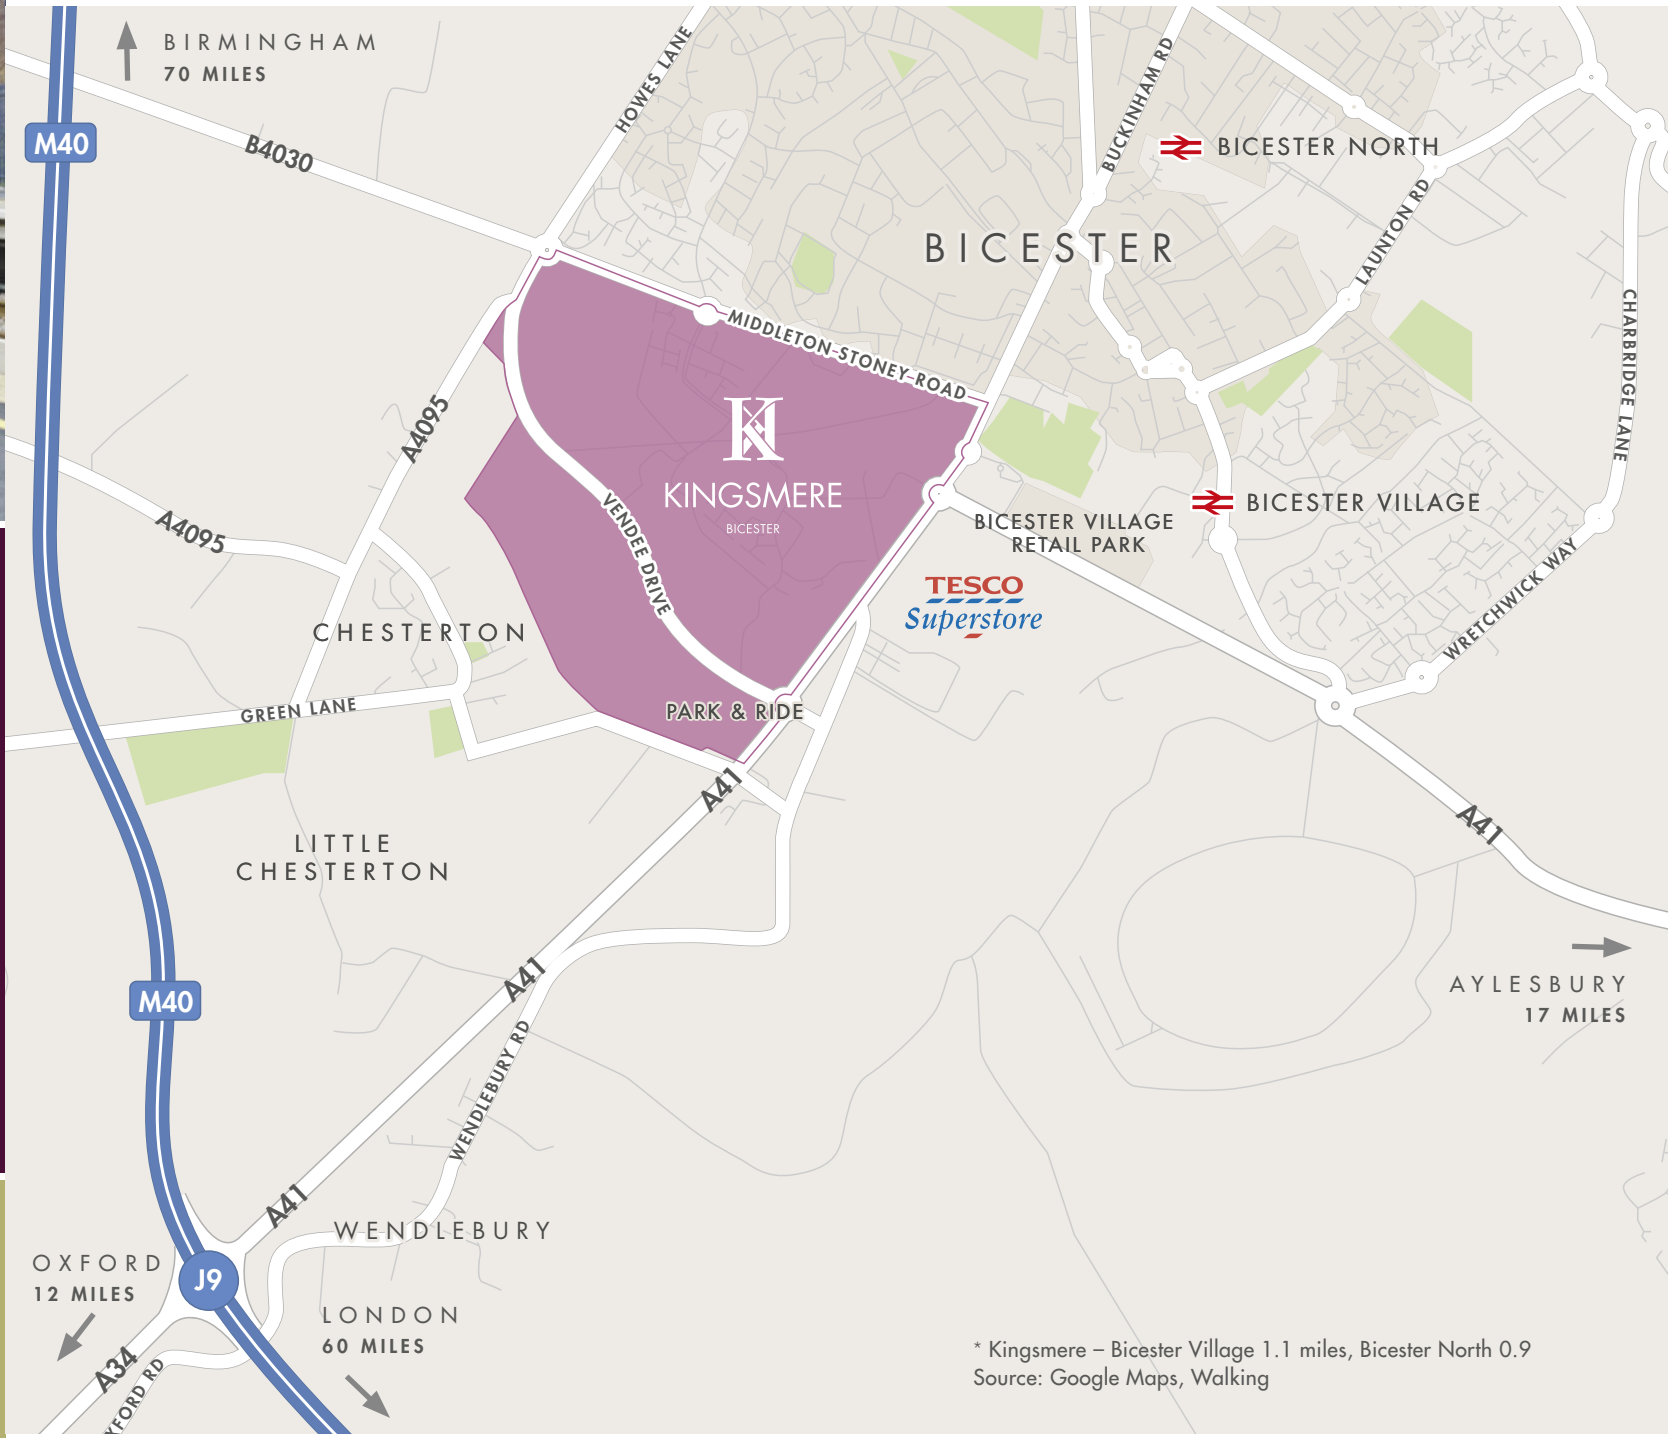 BIRMINGHAM
70 MILES
M40
B4030
HOWES LANE
BUCKINHAM RD
BICESTER NORTH
LAUNTON RD
BICESTER
CHARBRIDGE LANE
MIDDLETON STONEY ROAD
A4095
KINGSMERE
BICESTER
VENDEE DRIVE
A4095
BICESTER VILLAGE
BICESTER VILLAGE
RETAIL PARK
TESCO
Superstore
WRETCHWICK WAY
CHESTERTON
GREEN LANE
PARK & RIDE
A41
A41
LITTLE
CHESTERTON
A41
M40
AYLESBURY
17 MILES
WENDLEBURY RD
A41
WENDLEBURY
OXFORD
12 MILES
J9
LONDON
60 MILES
A34
XFORD RD
* Kingsmere – Bicester Village 1.1 miles, Bicester North 0.9
Source: Google Maps, Walking